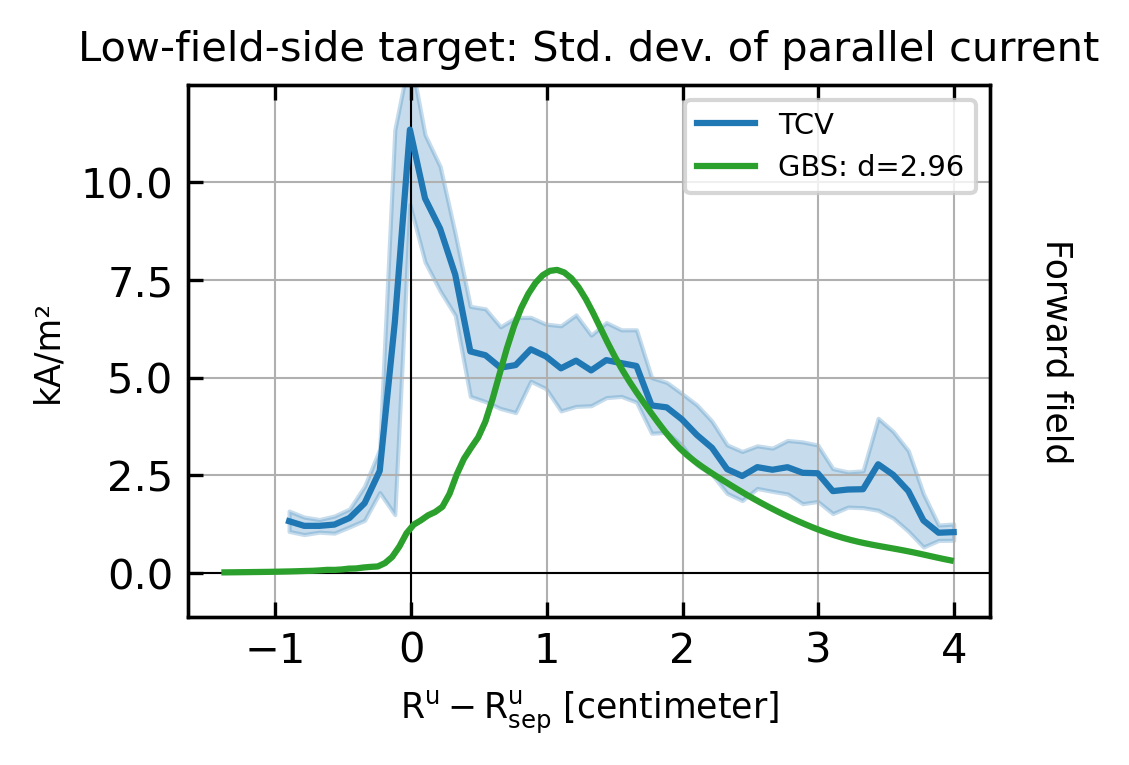 Low-field-side target: Std. dev. of parallel current
TCV
GBS: d=2.96
10.0
7.5
5.0
2.5
0.0
kA/m²
Forward field
−1
0
1
2
3
4
Rᵘ − Rᵘsep [centimeter]